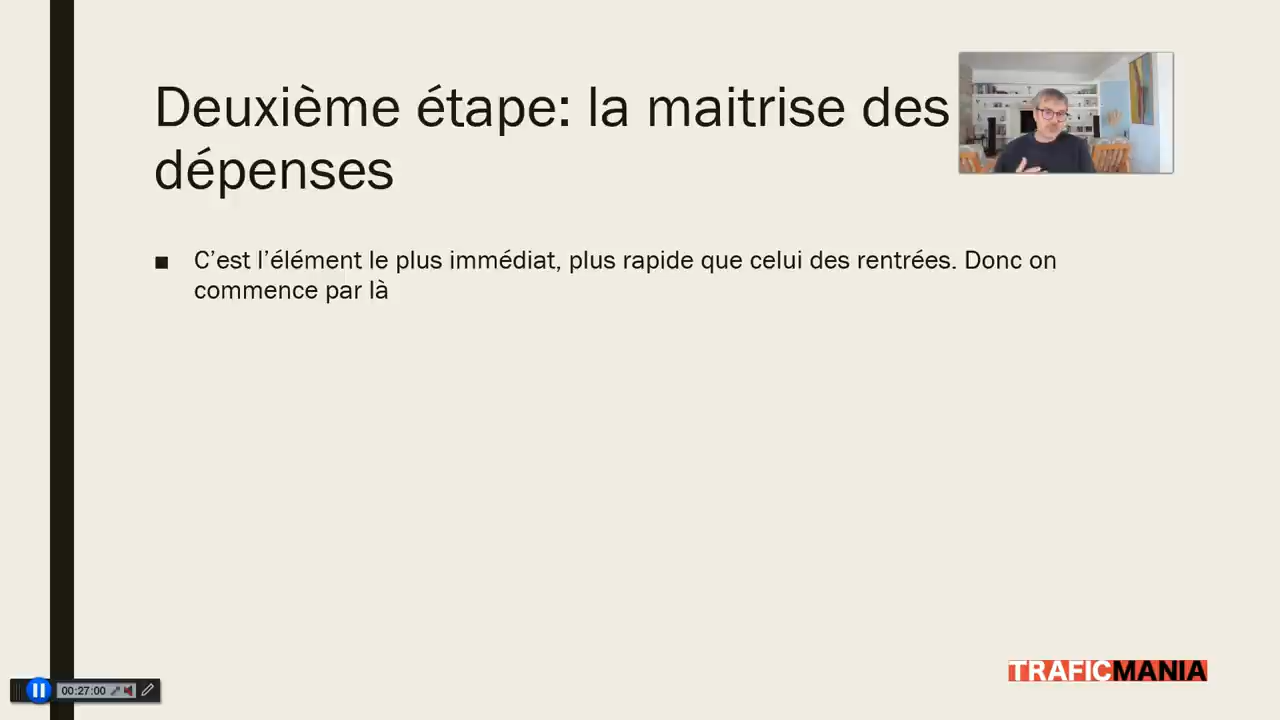 Deuxième étape: la maitrise des
dépenses
■ C’est l’élément le plus immédiat, plus rapide que celui des rentrées. Donc on
commence par là
TRAFICMANIA
00:27:00